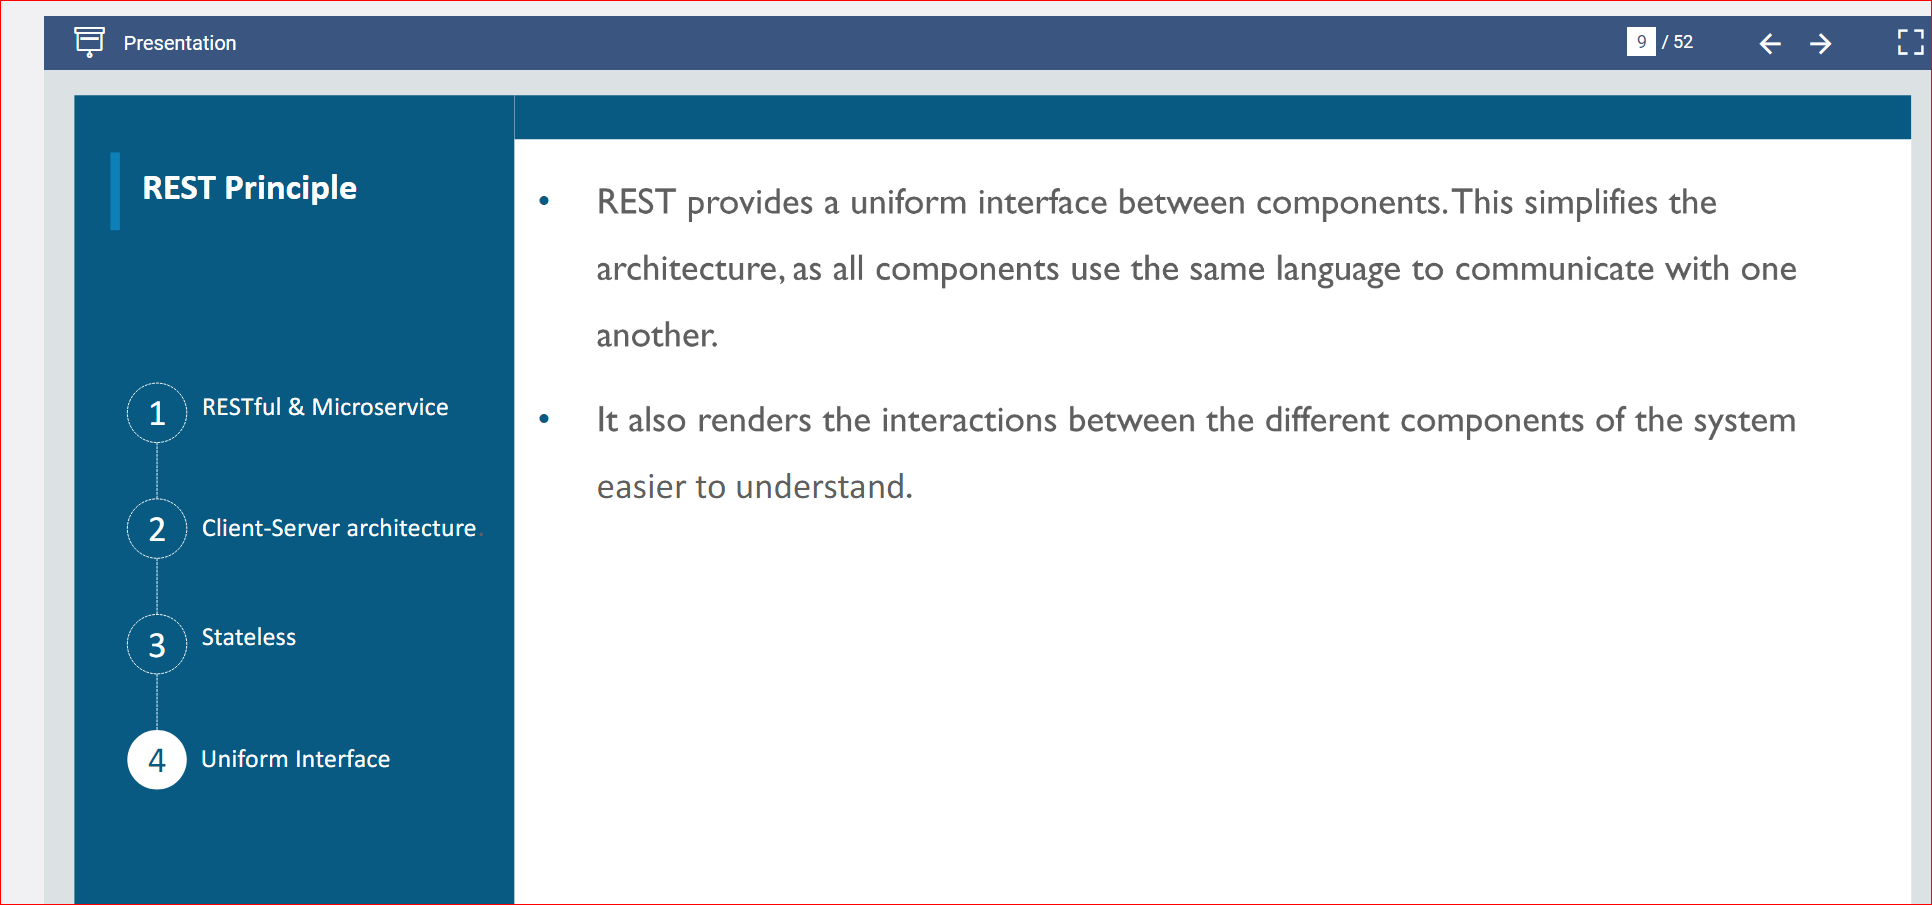 Presentation
9 / 52
REST Principle
1 RESTful & Microservice
2 Client-Server architecture.
3 Stateless
4 Uniform Interface
• REST provides a uniform interface between components. This simplifies the
architecture, as all components use the same language to communicate with one
another.
• It also renders the interactions between the different components of the system
easier to understand.